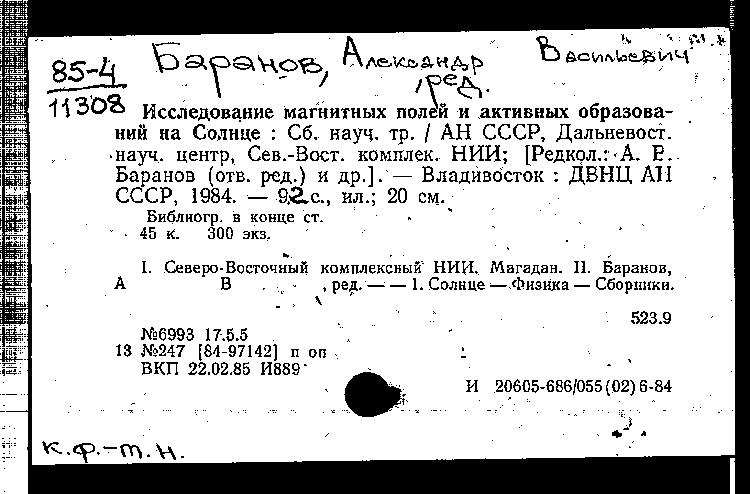 Баранов, Александр Васильевич
85-4
, ред.
11308
Исследование магнитных полей и активных образова-
ний на Солнце : Сб. науч. тр. / АН СССР, Дальневост.
науч. центр, Сев.-Вост. комплек. НИИ; [Редкол.: А. В.
Баранов (отв. ред.) и др.]. — Владивосток : ДВНЦ АН
СССР, 1984. — 92 с., ил.; 20 см.
Библиогр. в конце ст.
45 к. 300 экз.
I. Северо-Восточный комплексный НИИ. Магадан. II. Баранов,
А В , ред. — — 1. Солнце — Физика — Сборники.
523.9
№6993 17.5.5
13 №247 [84-97142] п оп
ВКП 22.02.85 И889
И 20605-686/055(02)6-84
к.ф.-т.н.